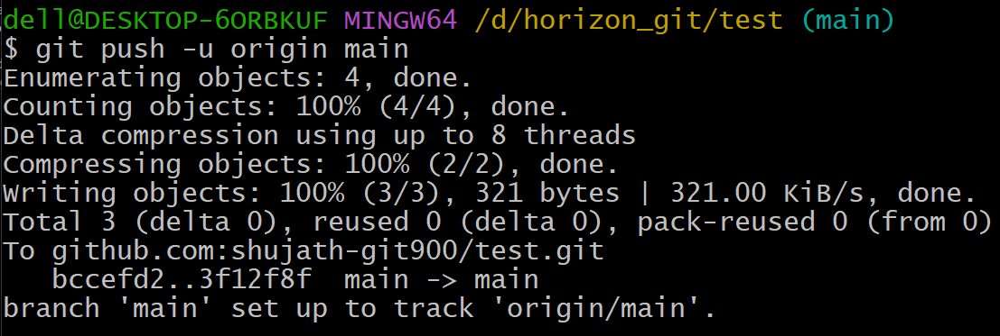 dell@DESKTOP-6ORBKUF MINGW64 /d/horizon_git/test (main)
$ git push -u origin main
Enumerating objects: 4, done.
Counting objects: 100% (4/4), done.
Delta compression using up to 8 threads
Compressing objects: 100% (2/2), done.
Writing objects: 100% (3/3), 321 bytes | 321.00 KiB/s, done.
Total 3 (delta 0), reused 0 (delta 0), pack-reused 0 (from 0)
To github.com:shujath-git900/test.git
   bccefd2..3f12f8f  main -> main
branch 'main' set up to track 'origin/main'.